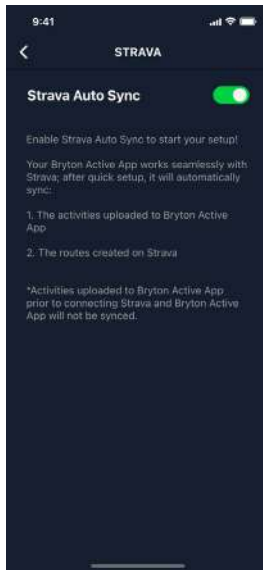 9:41
STRAVA
Strava Auto Sync
Enable Strava Auto Sync to start your setup!
Your Bryton Active App works seamlessly with
Strava; after quick setup, it will automatically
sync:
1. The activities uploaded to Bryton Active
App
2. The routes created on Strava
*Activities uploaded to Bryton Active App
prior to connecting Strava and Bryton Active
App will not be synced.